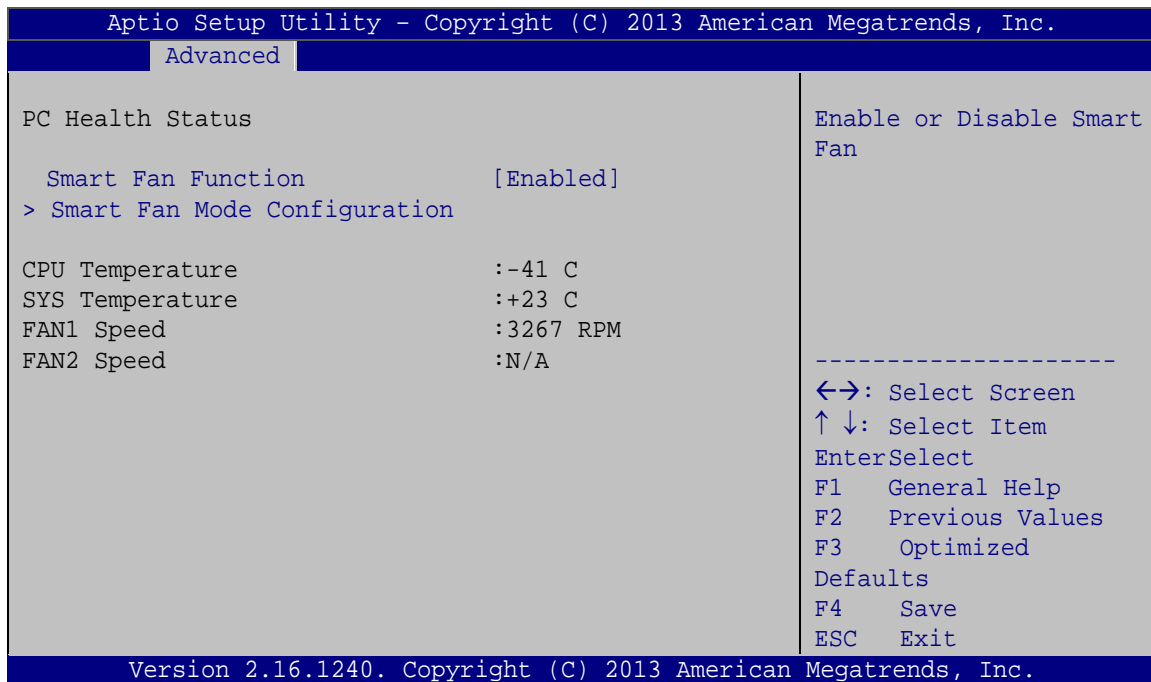 Aptio Setup Utility – Copyright (C) 2013 American Megatrends, Inc.
Advanced
PC Health Status
Smart Fan Function [Enabled]
> Smart Fan Mode Configuration
CPU Temperature :-41 C
SYS Temperature :+23 C
FAN1 Speed :3267 RPM
FAN2 Speed :N/A
Enable or Disable Smart
Fan
---------------------
←→: Select Screen
↑ ↓: Select Item
EnterSelect
F1 General Help
F2 Previous Values
F3 Optimized
Defaults
F4 Save
ESC Exit
Version 2.16.1240. Copyright (C) 2013 American Megatrends, Inc.